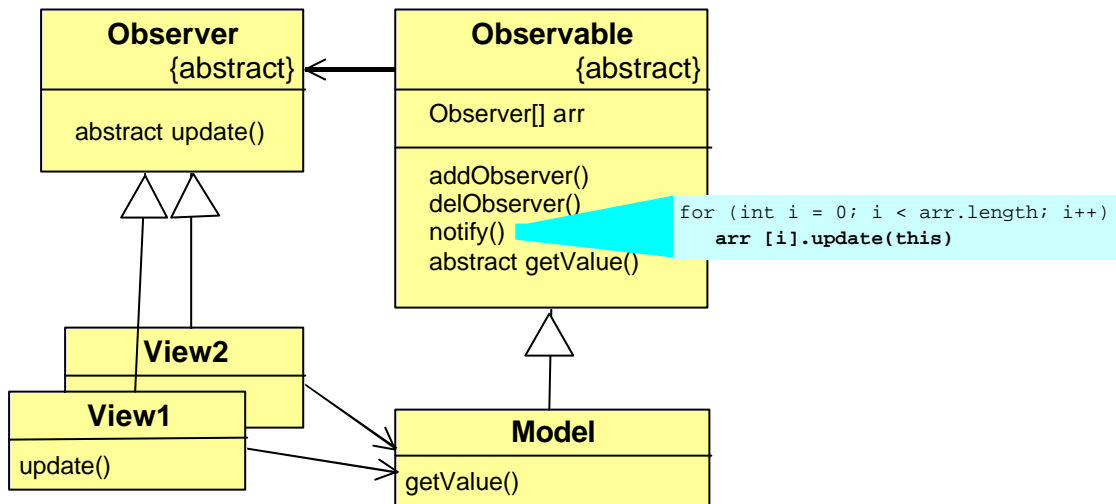 Observer
{abstract}
abstract update()
Observable
{abstract}
Observer[] arr
addObserver()
delObserver()
notify()
abstract getValue()
for (int i = 0; i < arr.length; i++)
arr [i].update(this)
View2
View1
update()
Model
getValue()